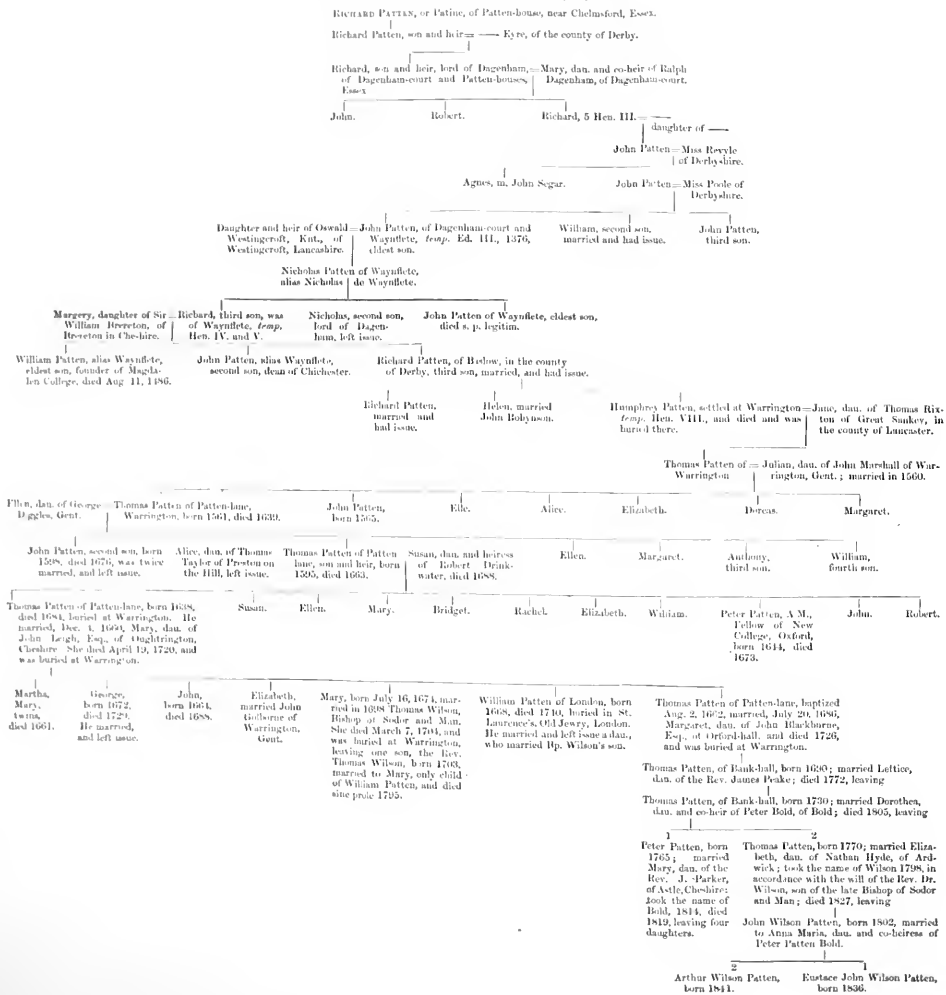 RICHARD PATTEN, or Patine, of Patten-house, near Chelmsford, Essex.
Richard Patten, son and heir= —— Eyre, of the county of Derby.
Richard, son and heir, lord of Dagenham,
of Dagenham-court and Patten-houses,
Essex
=Mary, dan. and co-heir of Ralph
Dagenham, of Dagenham-court.
John.
Robert.
Richard, 5 Hen. III.= ——
daughter of ——
John Patten=Miss Revyle
of Derbyshire.
Agnes, m. John Segar.
John Patten=Miss Poole of
Derbyshire.
Daughter and heir of Oswald
Westingcroft, Knt., of
Westingcroft, Lancashire.
=John Patten, of Dagenham-court and
Waynflete, temp. Ed. III., 1376,
eldest son.
William, second son,
married and had issue.
John Patten,
third son.
Nicholas Patten of Waynflete,
alias Nicholas de Waynflete.
Margery, daughter of Sir
William Brereton, of
Brereton in Cheshire.
=Richard, third son, was
of Waynflete, temp.
Hen. IV. and V.
Nicholas, second son,
lord of Dagen-
ham, left issue.
John Patten of Waynflete, eldest son,
died s. p. legitim.
William Patten, alias Waynflete,
eldest son, founder of Magda-
len College, died Aug 11, 1486.
John Patten, alias Waynflete,
second son, dean of Chichester.
Richard Patten, of Baslow, in the county
of Derby, third son, married, and had issue.
Richard Patten,
married and
had issue.
Helen, married
John Robynson.
Humphrey Patten, settled at Warrington
temp. Hen. VIII., and died and was
buried there.
=Jane, dau. of Thomas Rix-
ton of Great Sankey, in
the county of Lancaster.
Thomas Patten of
Warrington
= Julian, dau. of John Marshall of War-
rington, Gent.; married in 1560.
Ellen, dau. of George
Diggles, Gent.
= Thomas Patten of Patten-lane,
Warrington, born 1561, died 1639.
John Patten,
born 1565.
Elle.
Alice.
Elizabeth.
Dorcas.
Margaret.
John Patten, second son, born
1598, died 1676, was twice
married, and left issue.
Alice, dan. of Thomas
Taylor of Preston on
the Hill, left issue.
Thomas Patten of Patten
lane, son and heir, born
1595, died 1663.
Susan, dau. and heiress
of Robert Drink-
water, died 1688.
Ellen.
Margaret.
Anthony,
third son.
William,
fourth son.
Thomas Patten of Patten-lane, born 1638,
died 1684, buried at Warrington. He
married, Dec. 4, 1660, Mary, dau. of
John Leigh, Esq., of Oughtrington,
Cheshire She died April 19, 1720, and
was buried at Warrington.
Susan.
Ellen.
Mary.
Bridget.
Rachel.
Elizabeth.
William.
Peter Patten, A.M.,
Fellow of New
College, Oxford,
born 1644, died
1673.
John.
Robert.
Martha,
Mary,
twins,
died 1661.
George,
born 1672,
died 1729.
He married,
and left issue.
John,
born 1664,
died 1688.
Elizabeth,
married John
Golborne of
Warrington,
Gent.
Mary, born July 16, 1674, mar-
ried in 1698 Thomas Wilson,
Bishop of Sodor and Man.
She died March 7, 1704, and
was buried at Warrington,
leaving one son, the Rev.
Thomas Wilson, born 1703,
married to Mary, only child
of William Patten, and died
sine prole 1795.
William Patten of London, born
1668, died 1740, buried in St.
Laurence's, Old Jewry, London.
He married and left issue a dau.,
who married Bp. Wilson's son.
Thomas Patten of Patten-lane, baptized
Aug. 2, 1662, married, July 20, 1686,
Margaret, dau. of John Blackburne,
Esq., of Orford-hall, and died 1726,
and was buried at Warrington.
Thomas Patten, of Bank-hall, born 1690; married Lettice,
dau. of the Rev. James Peake; died 1772, leaving
Thomas Patten, of Bank-hall, born 1730; married Dorothea,
dau. and co-heir of Peter Bold, of Bold; died 1805, leaving
1
Peter Patten, born
1765; married
Mary, dau. of the
Rev. J. Parker,
of Astle, Cheshire:
took the name of
Bold, 1814, died
1819, leaving four
daughters.
2
Thomas Patten, born 1770; married Eliza-
beth, dau. of Nathan Hyde, of Ard-
wick; took the name of Wilson 1798, in
accordance with the will of the Rev. Dr.
Wilson, son of the late Bishop of Sodor
and Man; died 1827, leaving
John Wilson Patten, born 1802, married
to Anna Maria, dau. and co-heiress of
Peter Patten Bold.
2
Arthur Wilson Patten,
born 1841.
1
Eustace John Wilson Patten,
born 1836.